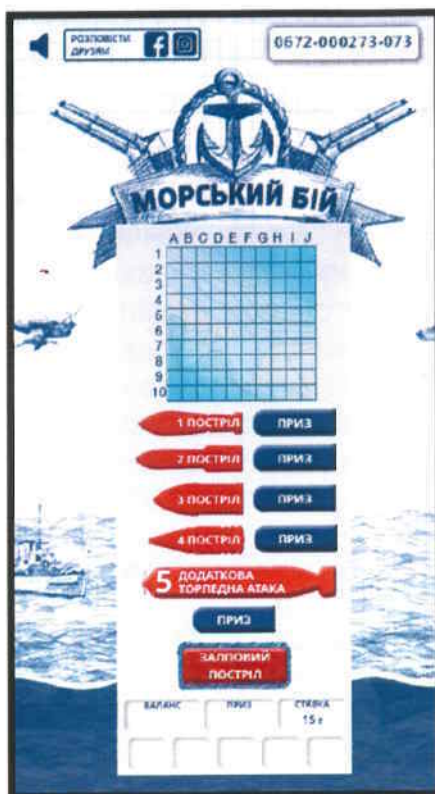 РОЗПОВІСТИ
ДРУЗЯМ
0672-000273-073
МОРСЬКИЙ БІЙ
A B C D E F G H I J
1
2
3
4
5
6
7
8
9
10
1 ПОСТРІЛ ПРИЗ
2 ПОСТРІЛ ПРИЗ
3 ПОСТРІЛ ПРИЗ
4 ПОСТРІЛ ПРИЗ
5 ДОДАТКОВА
ТОРПЕДНА АТАКА
ПРИЗ
ЗАЛПОВИЙ
ПОСТРІЛ
БАЛАНС ПРИЗ СТАВКА
15 г